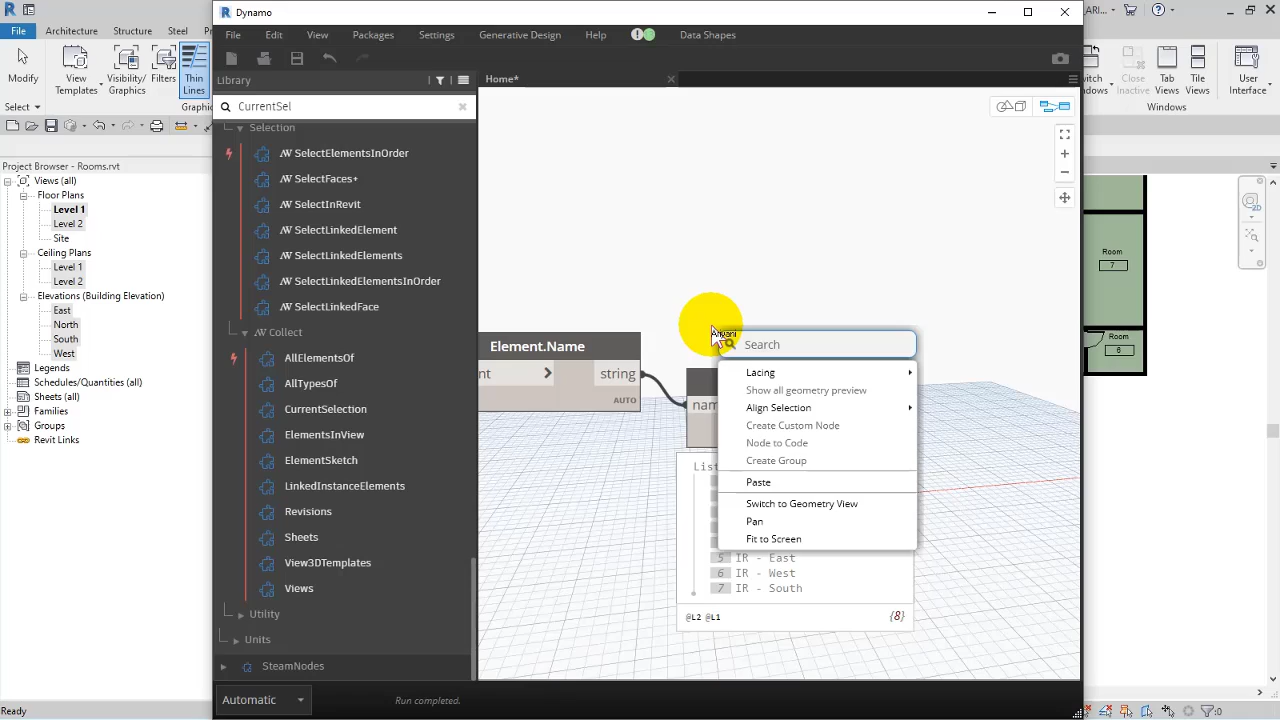 Dynamo
File Architecture Structure Steel
File Edit View Packages Settings Generative Design Help Data Shapes
Modify
View Templates
Visibility/ Graphics
Filters
Thin Lines
Select
Close Inactive
Tab Views
Tile Views
User
Windows
Library
Home*
CurrentSel
Selection
SelectElementsInOrder
SelectFaces+
SelectInRevit
SelectLinkedElement
SelectLinkedElements
SelectLinkedElementsInOrder
SelectLinkedFace
Collect
AllElementsOf
AllTypesOf
CurrentSelection
ElementsInView
ElementSketch
LinkedInstanceElements
Revisions
Sheets
View3DTemplates
Views
Utility
Units
SteamNodes
Automatic
Run completed.
Project Browser - Rooms.rvt
Views (all)
Floor Plans
Level 1
Level 2
Site
Ceiling Plans
Level 1
Level 2
Elevations (Building Elevation)
East
North
South
West
Legends
Schedules/Quantities (all)
Sheets (all)
Families
Groups
Revit Links
Ready
Element.Name
string
AUTO
Search
Lacing
Show all geometry preview
Align Selection
Create Custom Node
Node to Code
Create Group
Paste
Switch to Geometry View
Pan
Fit to Screen
5 IR - East
6 IR - West
7 IR - South
@L2 @L1
{8}
Room
7
Room
6
:0